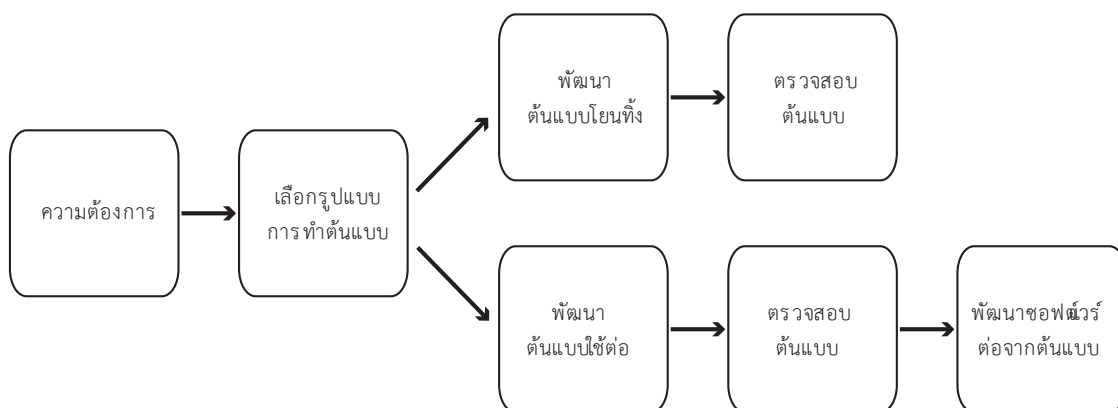 ความต้องการ
เลือกรูปแบบ
การทำต้นแบบ
พัฒนา
ต้นแบบโยนทิ้ง
ตรวจสอบ
ต้นแบบ
พัฒนา
ต้นแบบใช้ต่อ
ตรวจสอบ
ต้นแบบ
พัฒนาซอฟต์แวร์
ต่อจากต้นแบบ